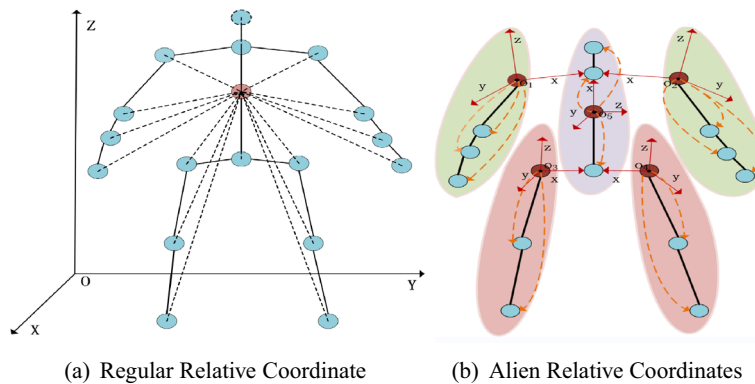 Z
O
Y
X
z
y
x
O1
z
y
x
O2
x
y
z
O5
z
y
x
O3
z
y
x
O4
(a) Regular Relative Coordinate
(b) Alien Relative Coordinates